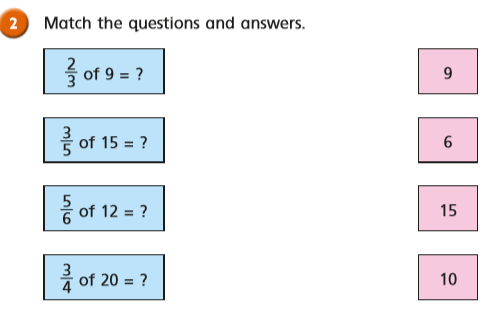 2 Match the questions and answers.
2/3 of 9 = ? 9
3/5 of 15 = ? 6
5/6 of 12 = ? 15
3/4 of 20 = ? 10